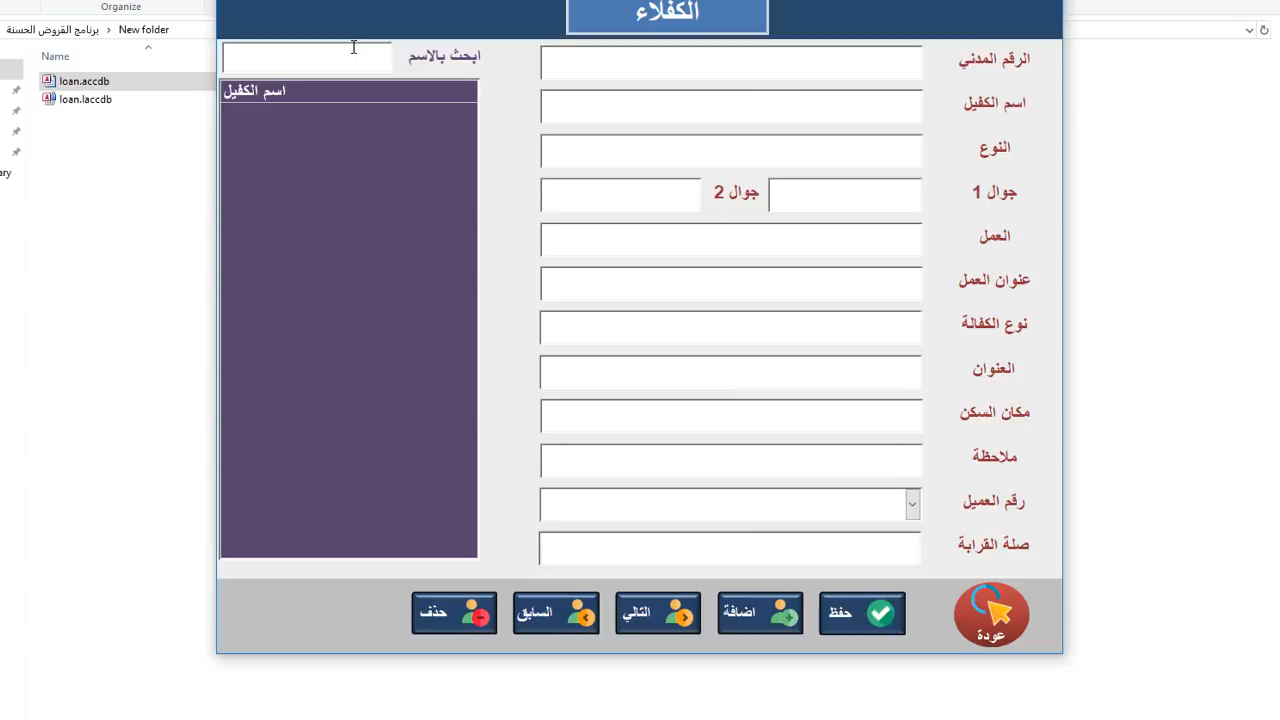 Organize
الكفلاء
برنامج القروض الحسنة
New folder
Name
loan.accdb
loan.laccdb
ary
ابحث بالاسم
اسم الكفيل
الرقم المدني
اسم الكفيل
النوع
جوال 1
جوال 2
العمل
عنوان العمل
نوع الكفالة
العنوان
مكان السكن
ملاحظة
رقم العميل
صلة القرابة
عودة
حفظ
اضافة
التالي
السابق
حذف